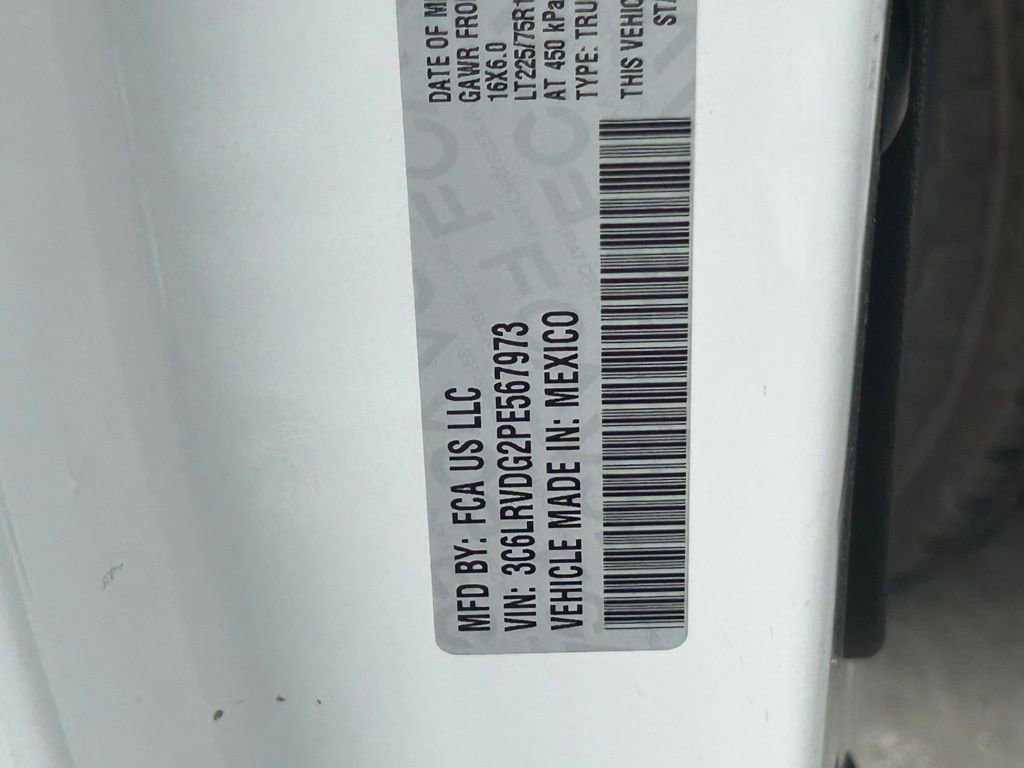 MFD BY: FCA US LLC
VIN: 3C6LRVDG2PE567973
VEHICLE MADE IN: MEXICO
DATE OF M
GAWR FRO
16X6.0
LT225/75R1
AT 450 kPa
TYPE: TRU
THIS VEHIC
STA